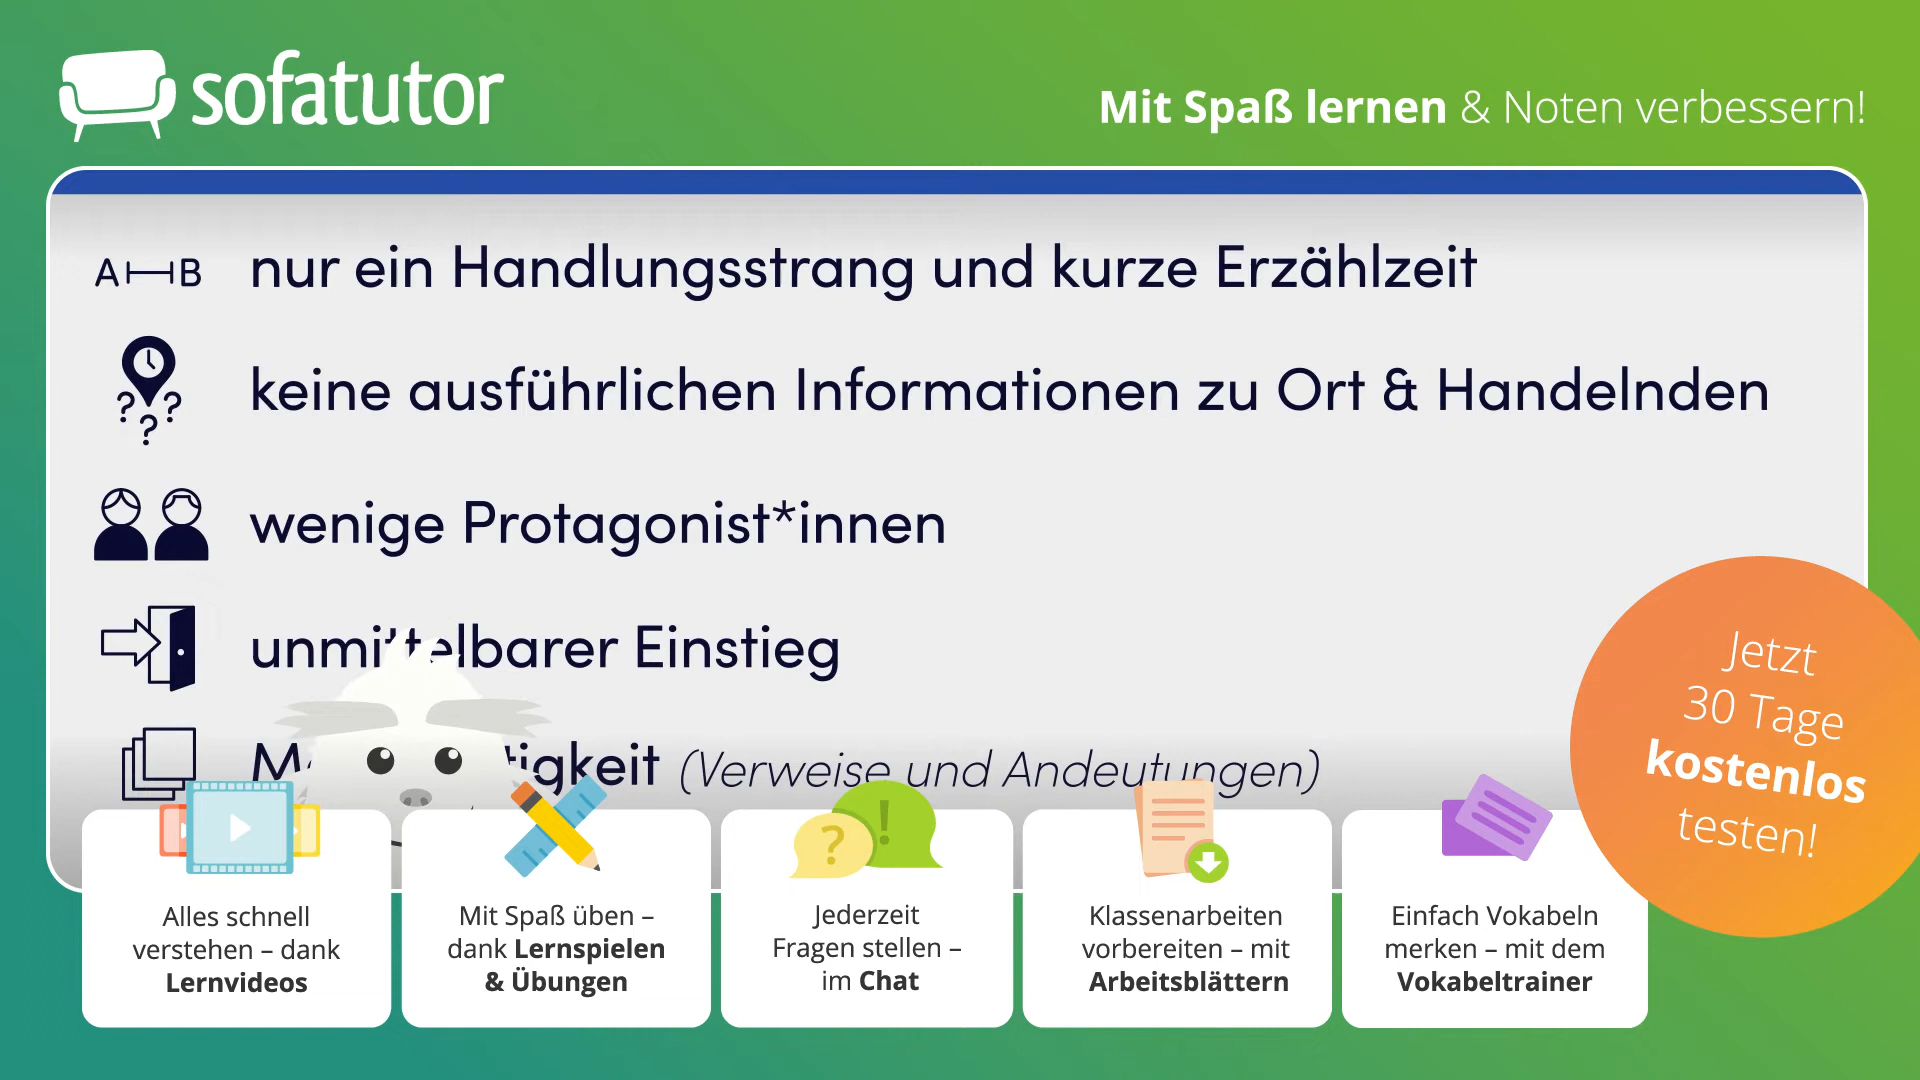 sofatutor
Mit Spaß lernen & Noten verbessern!
A B nur ein Handlungsstrang und kurze Erzählzeit
? ? ? keine ausführlichen Informationen zu Ort & Handelnden
wenige Protagonist*innen
unmittelbarer Einstieg
(Verweise und Andeutungen)
Jetzt
30 Tage
kostenlos
testen!
Alles schnell
verstehen – dank
Lernvideos
Mit Spaß üben –
dank Lernspielen
& Übungen
? !
Jederzeit
Fragen stellen –
im Chat
Klassenarbeiten
vorbereiten – mit
Arbeitsblättern
Einfach Vokabeln
merken – mit dem
Vokabeltrainer